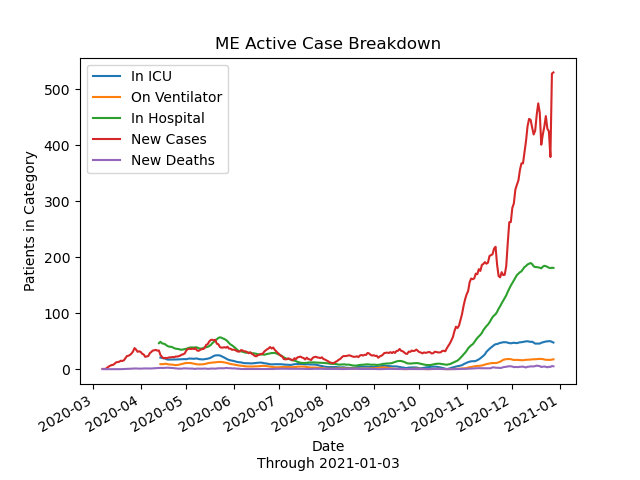 ME Active Case Breakdown
In ICU
On Ventilator
In Hospital
New Cases
New Deaths
Patients in Category
500
400
300
200
100
0
2020-03
2020-04
2020-05
2020-06
2020-07
2020-08
2020-09
2020-10
2020-11
2020-12
2021-01
Date
Through 2021-01-03